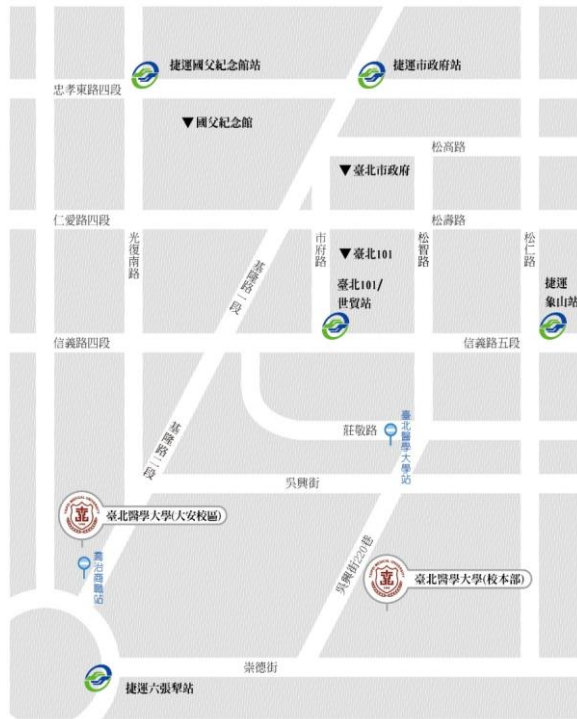 捷運國父紀念館站
捷運市政府站
忠孝東路四段
▼國父紀念館
松高路
▼臺北市政府
仁愛路四段
松壽路
光復南路
市府路
松智路
松仁路
▼臺北101
基隆路一段
臺北101/
世貿站
捷運
象山站
信義路四段
信義路五段
莊敬路
臺北醫學大學站
基隆路二段
吳興街
臺北醫學大學(大安校區)
喬治商職站
吳興街220巷
臺北醫學大學(校本部)
崇德街
捷運六張犁站